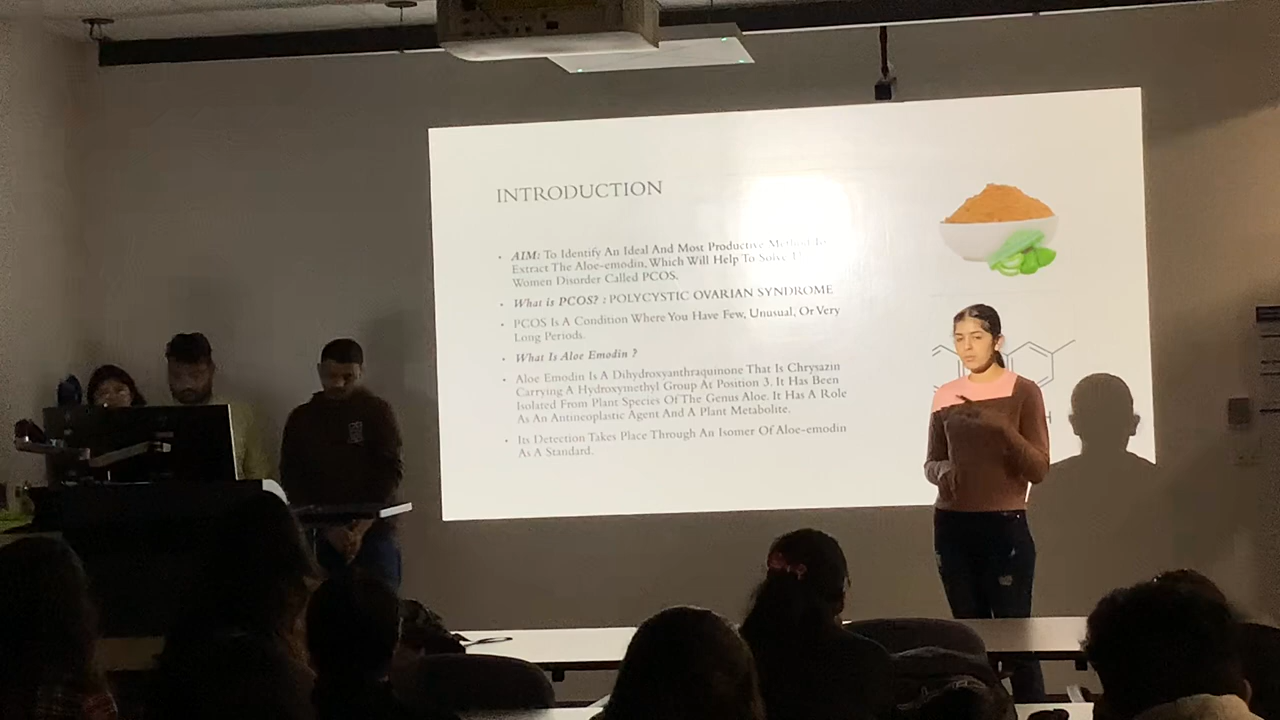 INTRODUCTION
• AIM: To Identify An Ideal And Most Productive Method To
Extract The Aloe-emodin, Which Will Help To Solve
Women Disorder Called PCOS.
• What is PCOS? : POLYCYSTIC OVARIAN SYNDROME
• PCOS Is A Condition Where You Have Few, Unusual, Or Very
Long Periods.
• What Is Aloe Emodin ?
• Aloe Emodin Is A Dihydroxyanthraquinone That Is Chrysazin
Carrying A Hydroxymethyl Group At Position 3. It Has Been
Isolated From Plant Species Of The Genus Aloe. It Has A Role
As An Antineoplastic Agent And A Plant Metabolite.
• Its Detection Takes Place Through An Isomer Of Aloe-emodin
As A Standard.